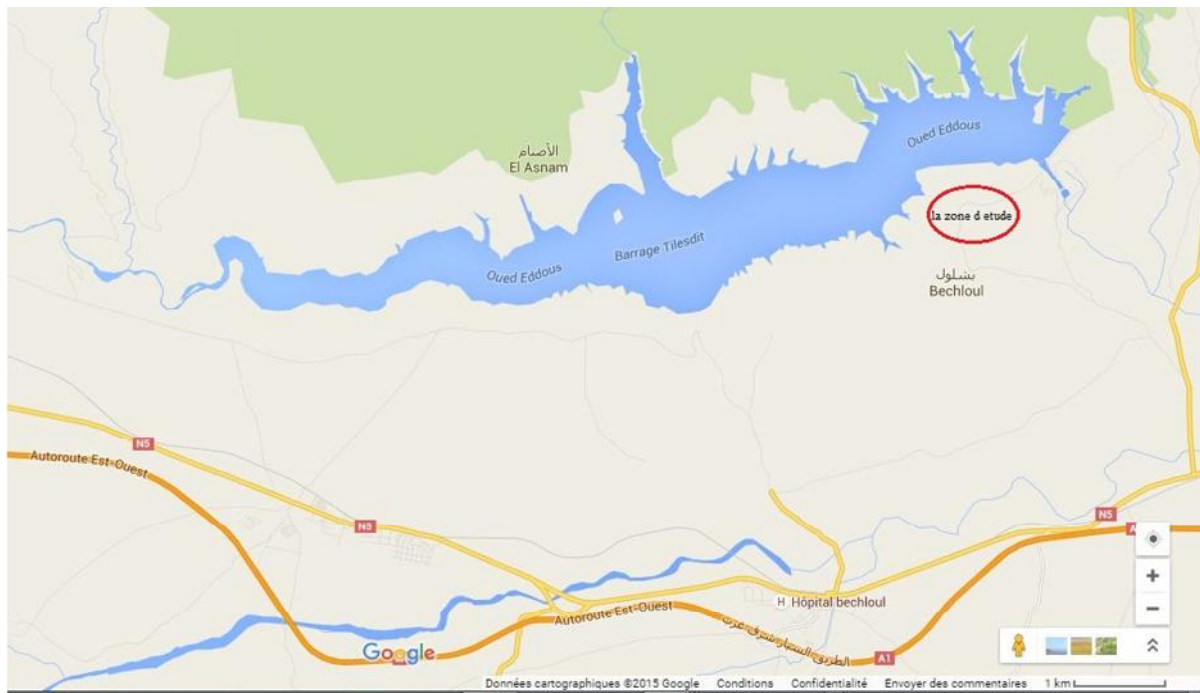 Oued Eddous
الأصنام
El Asnam
la zone d etude
Barrage Tilesdit
Oued Eddous
بشلول
Bechloul
N5
Autoroute Est-Ouest
N5
N5
H Hôpital bechloul
Autoroute Est-Ouest
الطريق السيار شرق غرب
Google
A1
Données cartographiques ©2015 Google Conditions Confidentialité Envoyer des commentaires 1 km